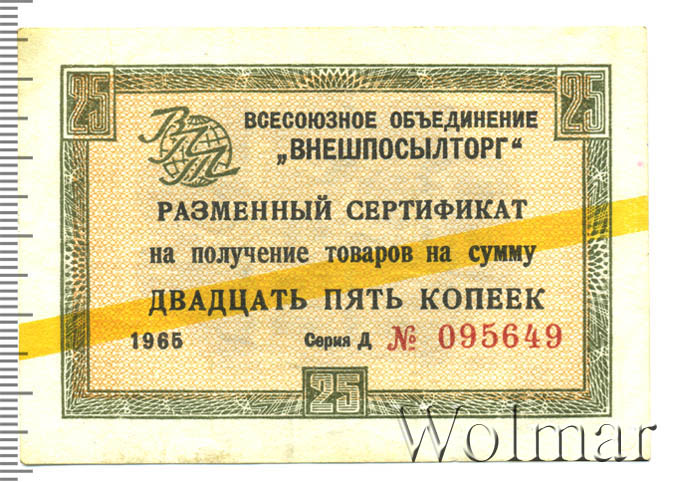 25 25
ВПТ
ВСЕСОЮЗНОЕ ОБЪЕДИНЕНИЕ
„ВНЕШПОСЫЛТОРГ“
РАЗМЕННЫЙ СЕРТИФИКАТ
на получение товаров на сумму
ДВАДЦАТЬ ПЯТЬ КОПЕЕК
1965 Серия Д № 095649
25
Wolmar